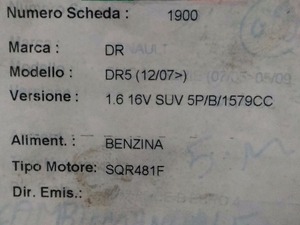 Numero Scheda : 1900
Marca : DR
Modello : DR5 (12/07>)
Versione : 1.6 16V SUV 5P/B/1579CC
Aliment. : BENZINA
Tipo Motore: SQR481F
Dir. Emis.: